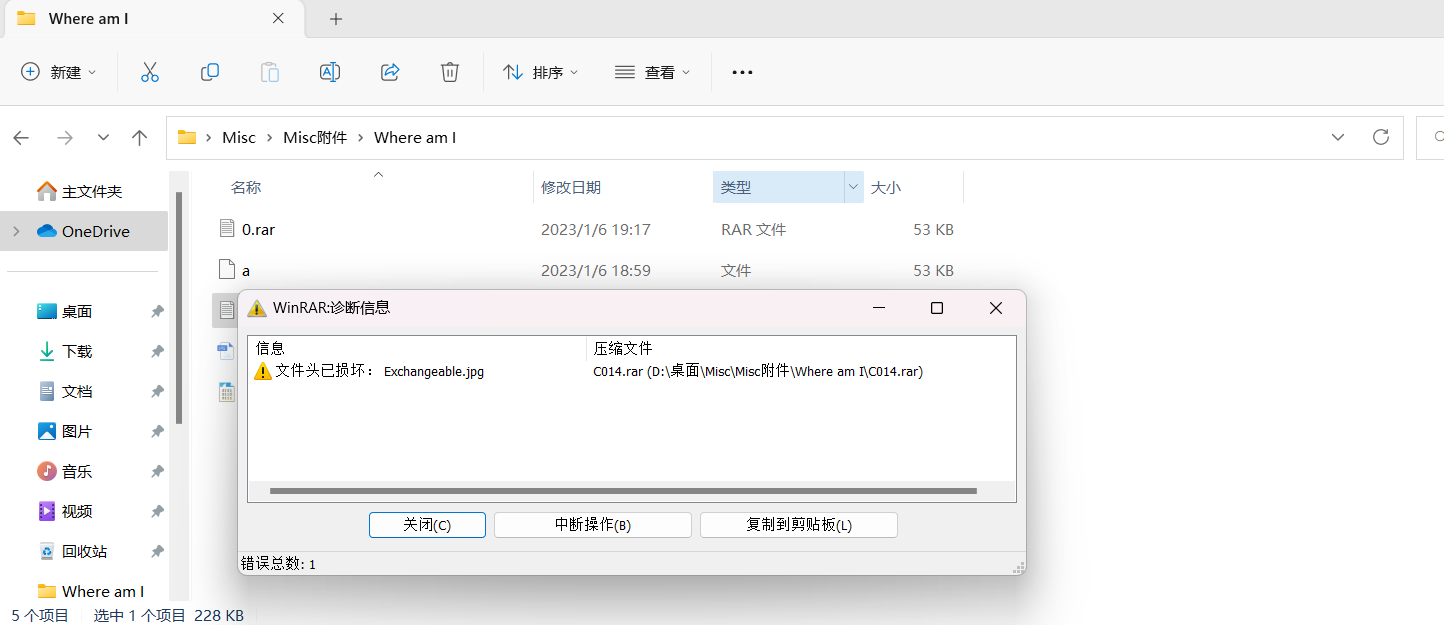 Where am I
新建
排序
查看
Misc
Misc附件
Where am I
主文件夹
OneDrive
桌面
下载
文档
图片
音乐
视频
回收站
Where am I
名称 修改日期 类型 大小
0.rar 2023/1/6 19:17 RAR 文件 53 KB
a 2023/1/6 18:59 文件 53 KB
WinRAR:诊断信息
信息 压缩文件
文件头已损坏： Exchangeable.jpg C014.rar (D:\桌面\Misc\Misc附件\Where am I\C014.rar)
关闭(C) 中断操作(B) 复制到剪贴板(L)
错误总数: 1
5 个项目 选中 1 个项目 228 KB